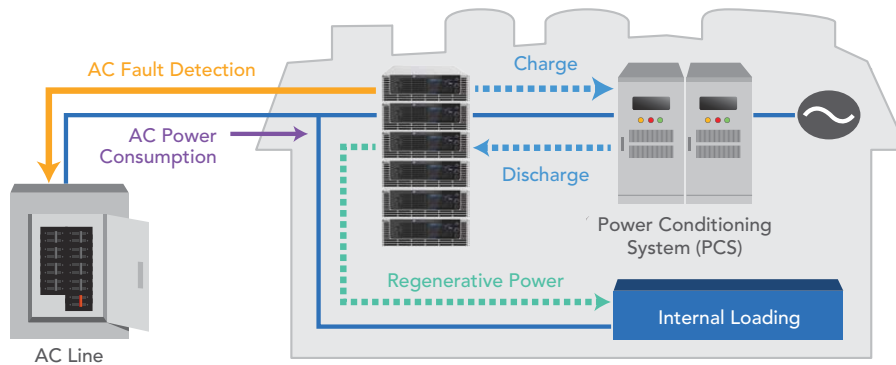 AC Fault Detection
Charge
AC Power
Consumption
Discharge
Power Conditioning
System (PCS)
Regenerative Power
Internal Loading
AC Line